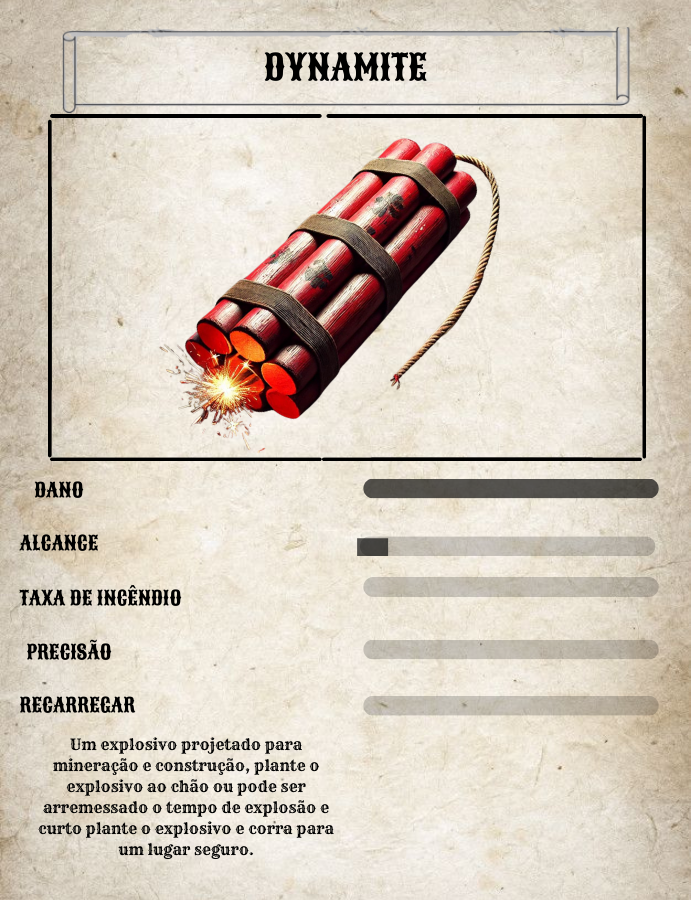 DYNAMITE
DANO
ALCANCE
TAXA DE INCÊNDIO
PRECISÃO
RECARREGAR
Um explosivo projetado para
mineração e construção, plante o
explosivo ao chão ou pode ser
arremessado o tempo de explosão e
curto plante o explosivo e corra para
um lugar seguro.